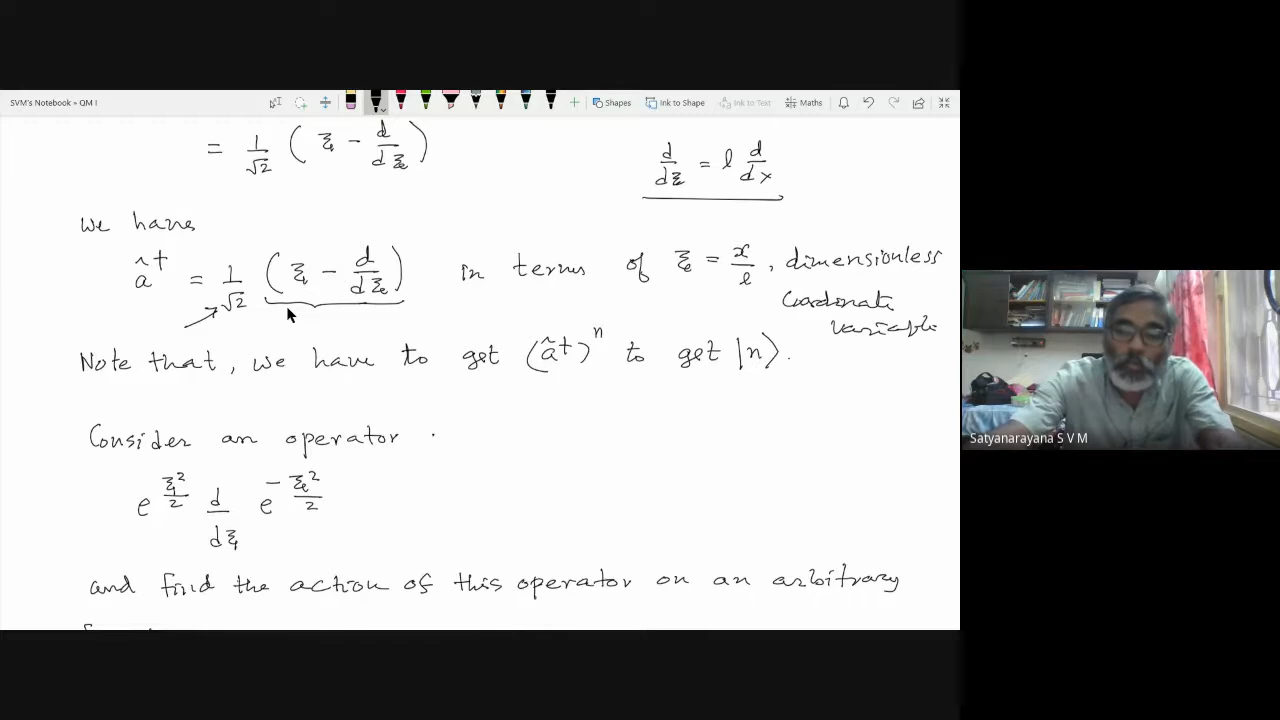 SVM's Notebook » QM I
Shapes Ink to Shape Ink to Text Maths
= 1/√2 (ξ - d/dξ)
d/dξ = l d/dx
We have
â† = 1/√2 (ξ - d/dξ) in terms of ξ = x/l, dimensionless
coordinate
variable
Note that, we have to get (â†)^n to get |n⟩.
Consider an operator .
e^(ξ²/2) d/dξ e^(-ξ²/2)
and find the action of this operator on an arbitrary
Satyanarayana S V M